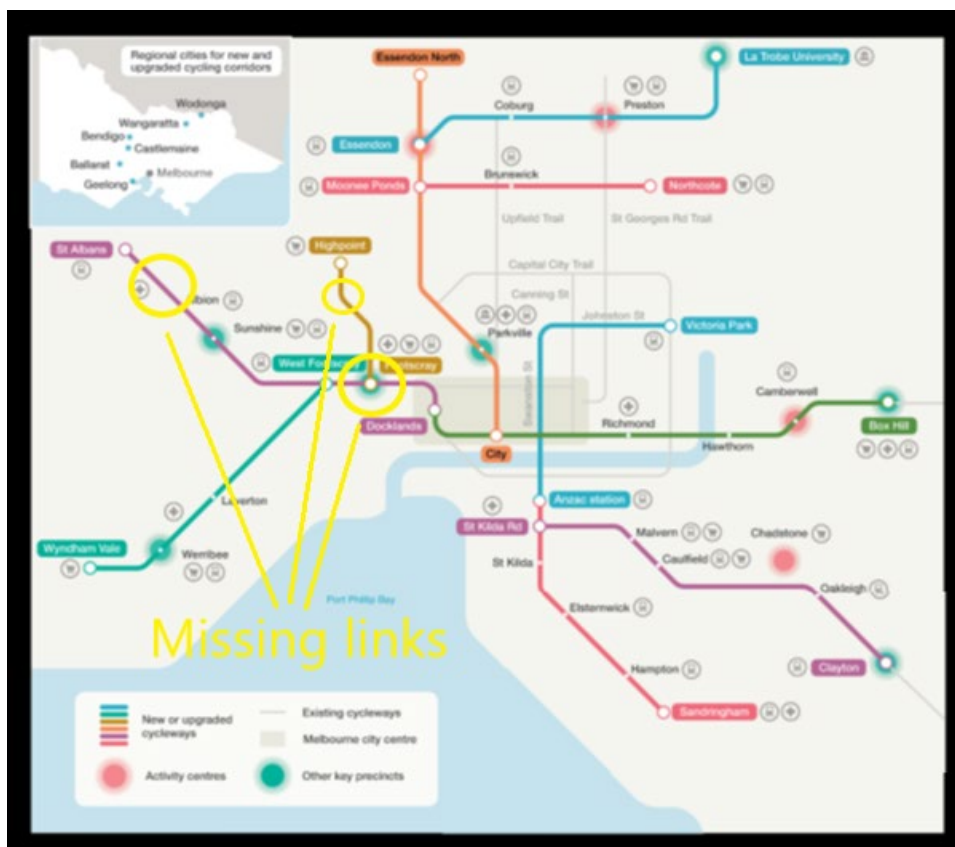 Regional cities for new and
upgraded cycling corridors
Wodonga
Wangaratta
Bendigo
Castlemaine
Ballarat
Melbourne
Geelong
Essendon North
La Trobe University
Coburg
Preston
Essendon
Brunswick
Moonee Ponds
Northcote
Upfield Trail
St Georges Rd Trail
St Albans
Highpoint
Capital City Trail
Canning St
Johnston St
Sunshine
Parkville
Victoria Park
West
Swanston St
Camberwell
Docklands
Richmond
Box Hill
City
Hawthorn
Anzac station
St Kilda Rd
Malvern
Chadstone
Wyndham Vale
Werribee
St Kilda
Caulfield
Oakleigh
Port Phillip Bay
Elsternwick
Missing links
Hampton
Clayton
Sandringham
New or upgraded
cycleways
Existing cycleways
Melbourne city centre
Activity centres
Other key precincts